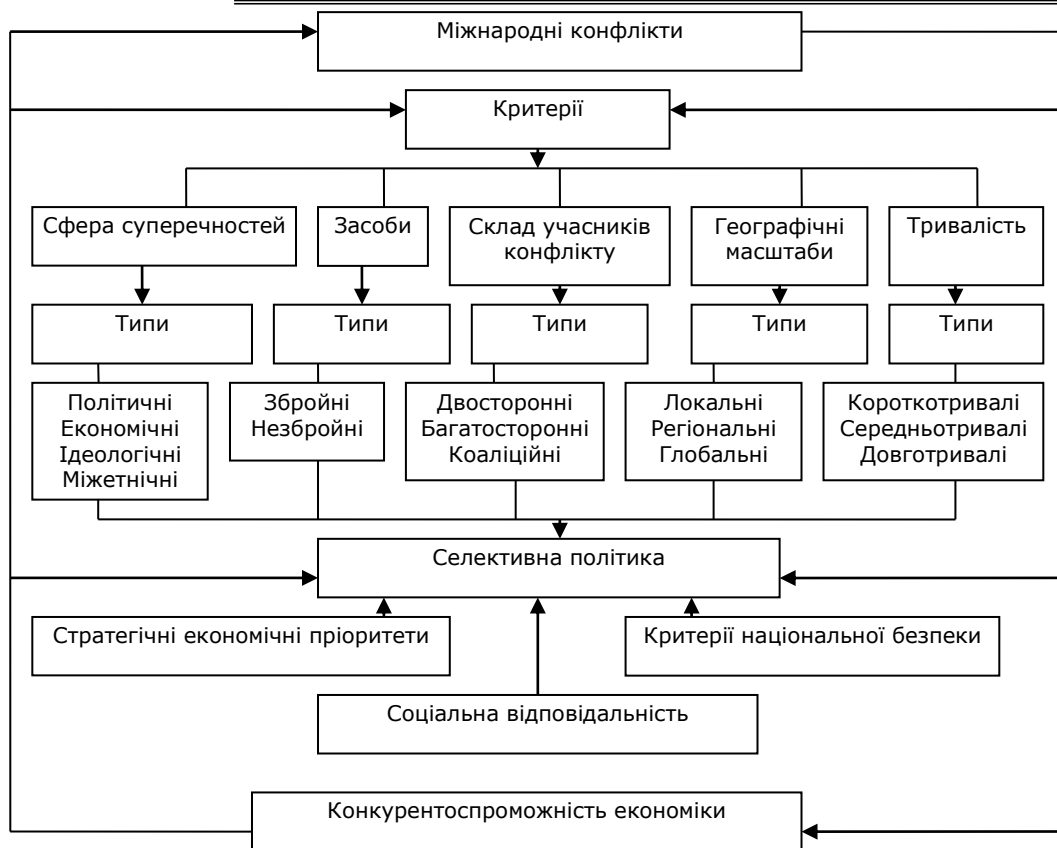 Міжнародні конфлікти
Критерії
Сфера суперечностей
Засоби
Склад учасників
конфлікту
Географічні
масштаби
Тривалість
Типи
Типи
Типи
Типи
Типи
Політичні
Економічні
Ідеологічні
Міжетнічні
Збройні
Незбройні
Двосторонні
Багатосторонні
Коаліційні
Локальні
Регіональні
Глобальні
Короткотривалі
Середньотривалі
Довготривалі
Селективна політика
Стратегічні економічні пріоритети
Критерії національної безпеки
Соціальна відповідальність
Конкурентоспроможність економіки